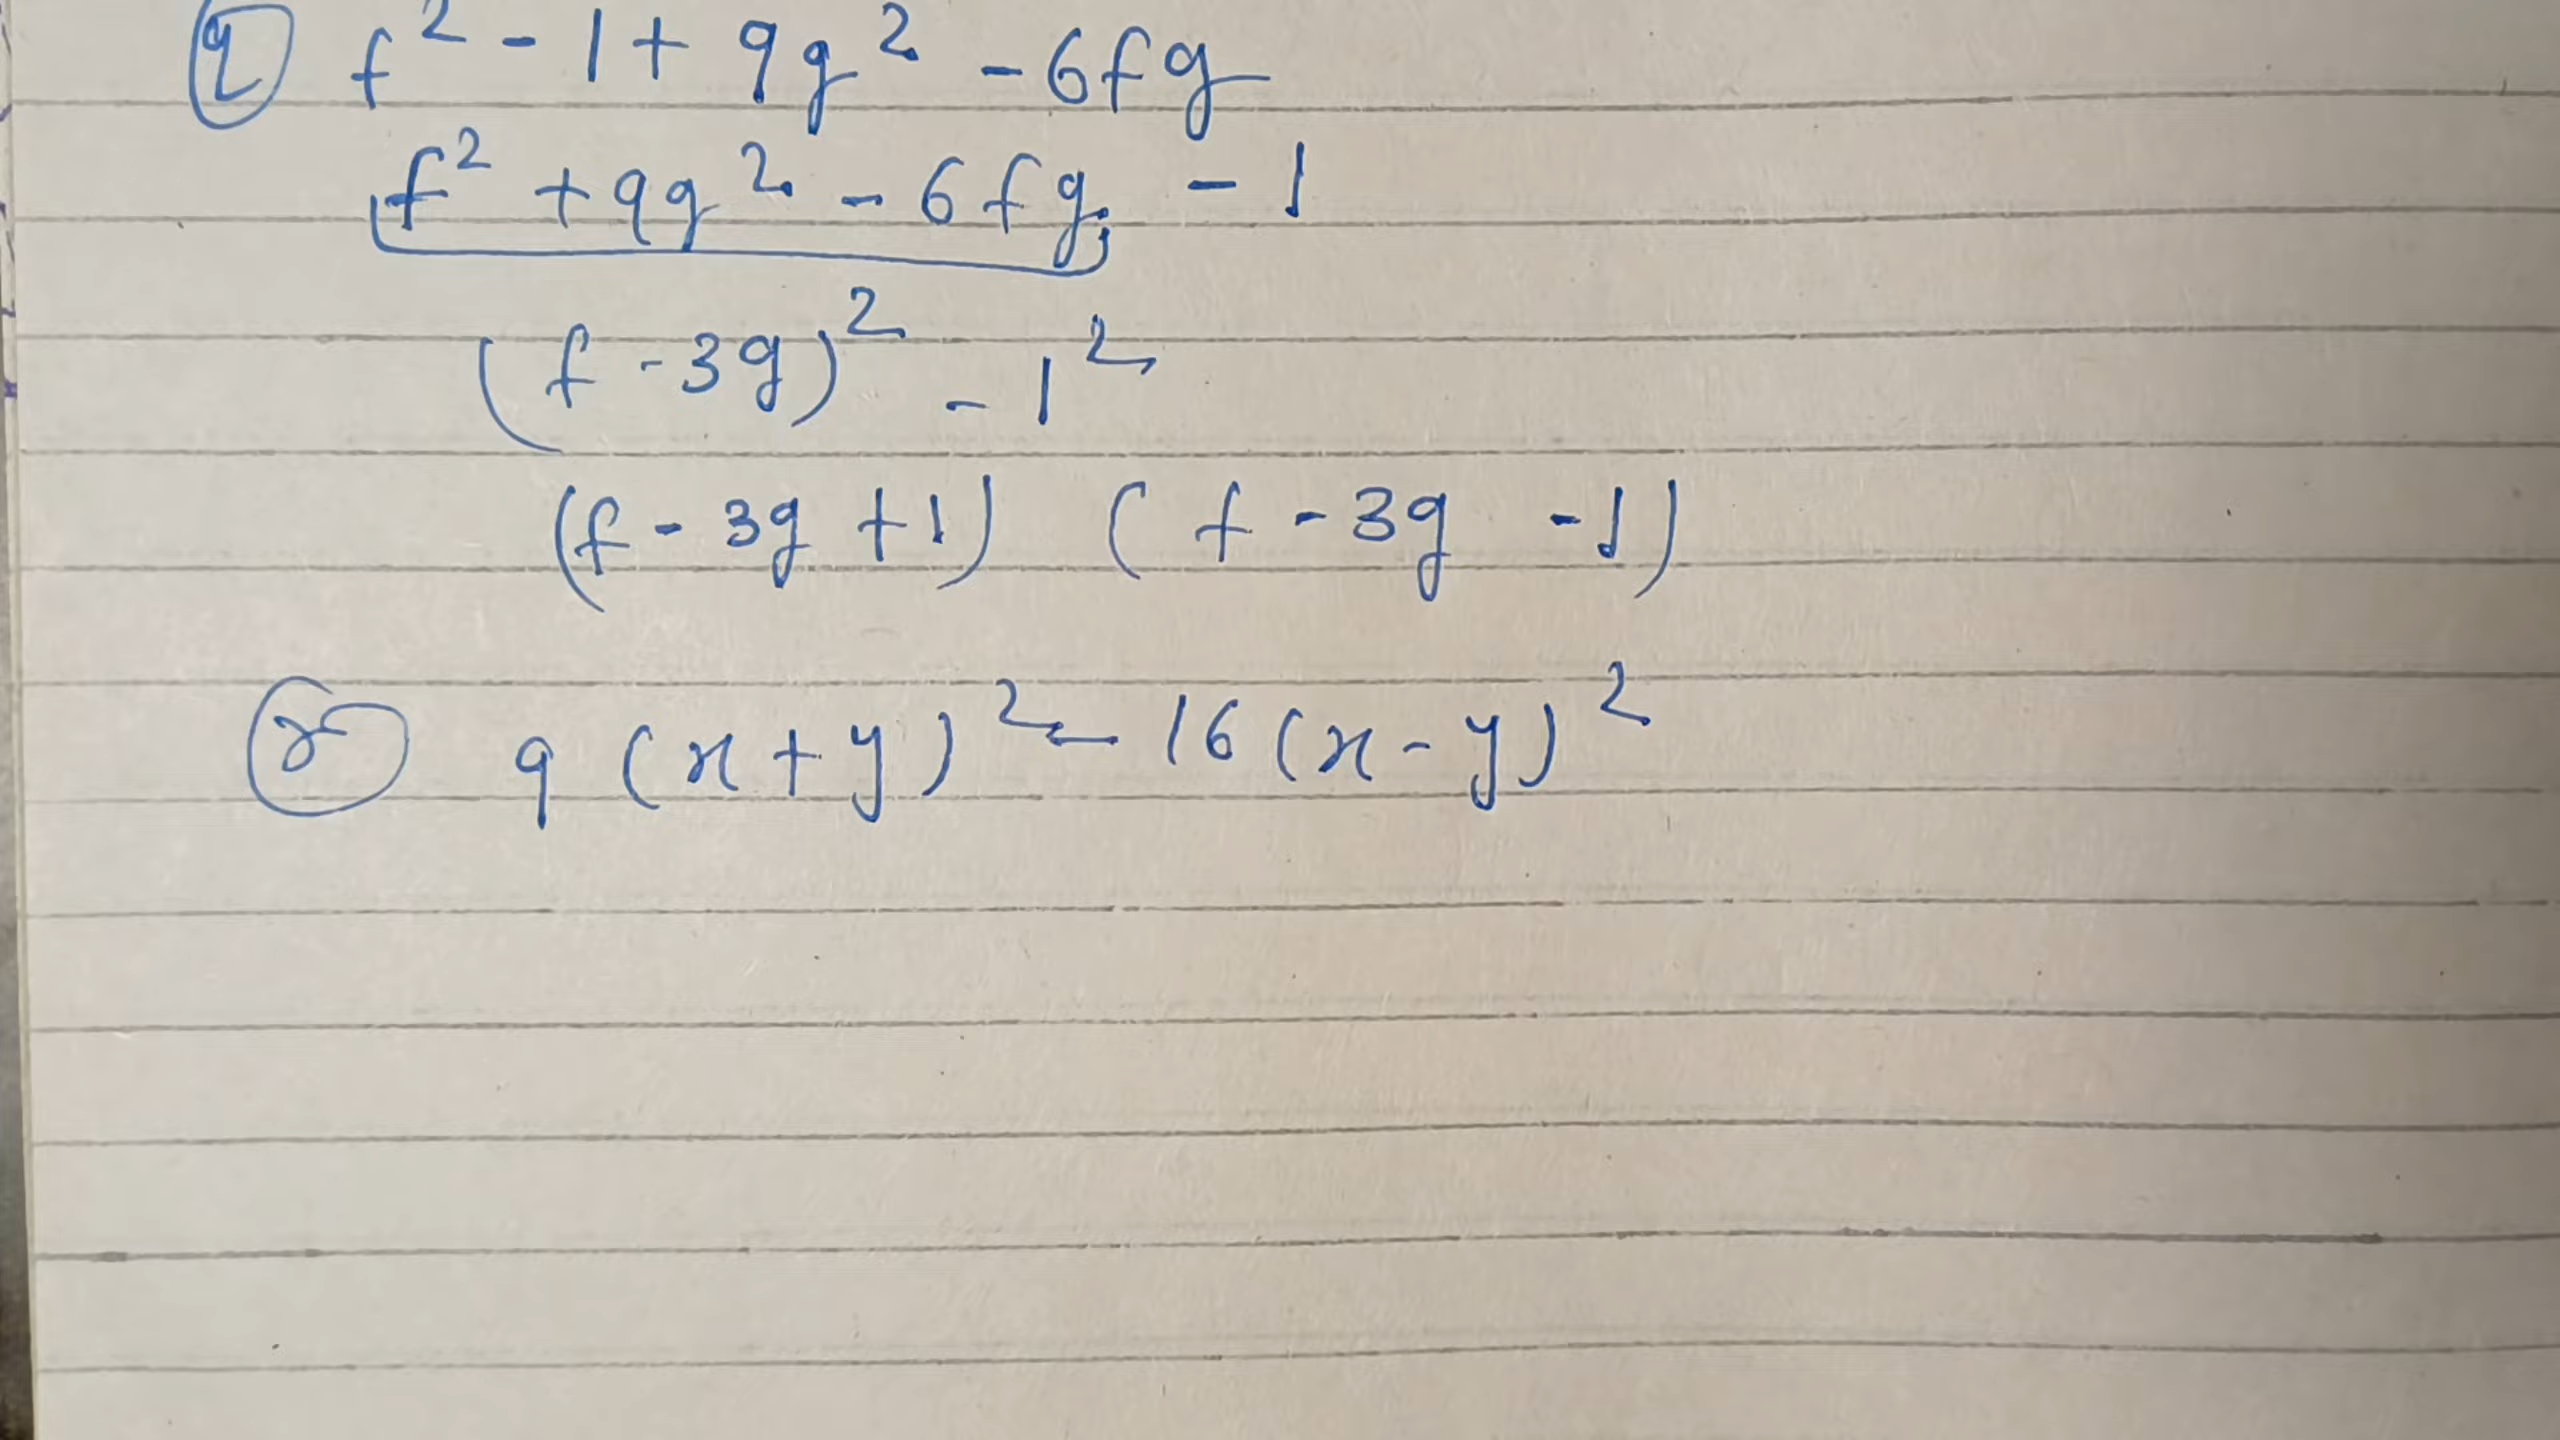 q f² - 1 + 9g² - 6fg
f² + 9g² - 6fg - 1
(f - 3g)² - 1²
(f - 3g + 1) (f - 3g - 1)
r 9(x + y)² - 16(x - y)²